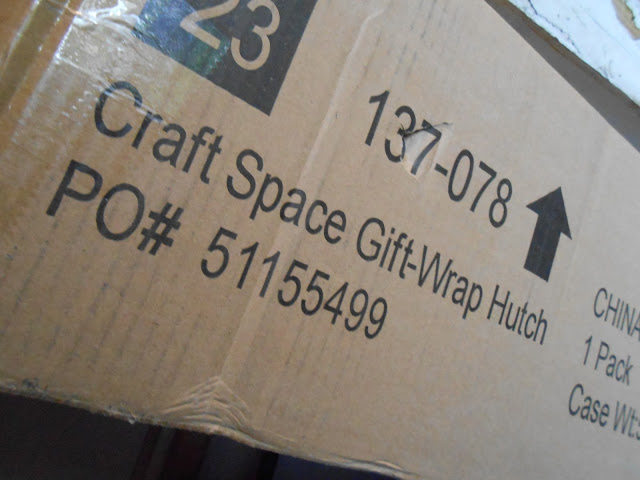 23
137-078
Craft Space Gift-Wrap Hutch
PO# 51155499
CHINA
1 Pack
Case Wt: